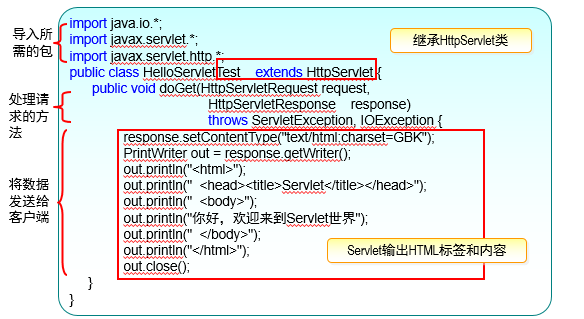 导入所
需的包
import java.io.*;
import javax.servlet.*;
import javax.servlet.http.*;
继承HttpServlet类
public class HelloServletTest extends HttpServlet {
处理请
求的方
法
public void doGet(HttpServletRequest request,
HttpServletResponse response)
throws ServletException, IOException {
将数据
发送给
客户端
response.setContentType("text/html;charset=GBK");
PrintWriter out = response.getWriter();
out.println("<html>");
out.println(" <head><title>Servlet</title></head>");
out.println(" <body>");
out.println("你好，欢迎来到Servlet世界");
out.println(" </body>");
out.println("</html>");
out.close();
Servlet输出HTML标签和内容
}
}